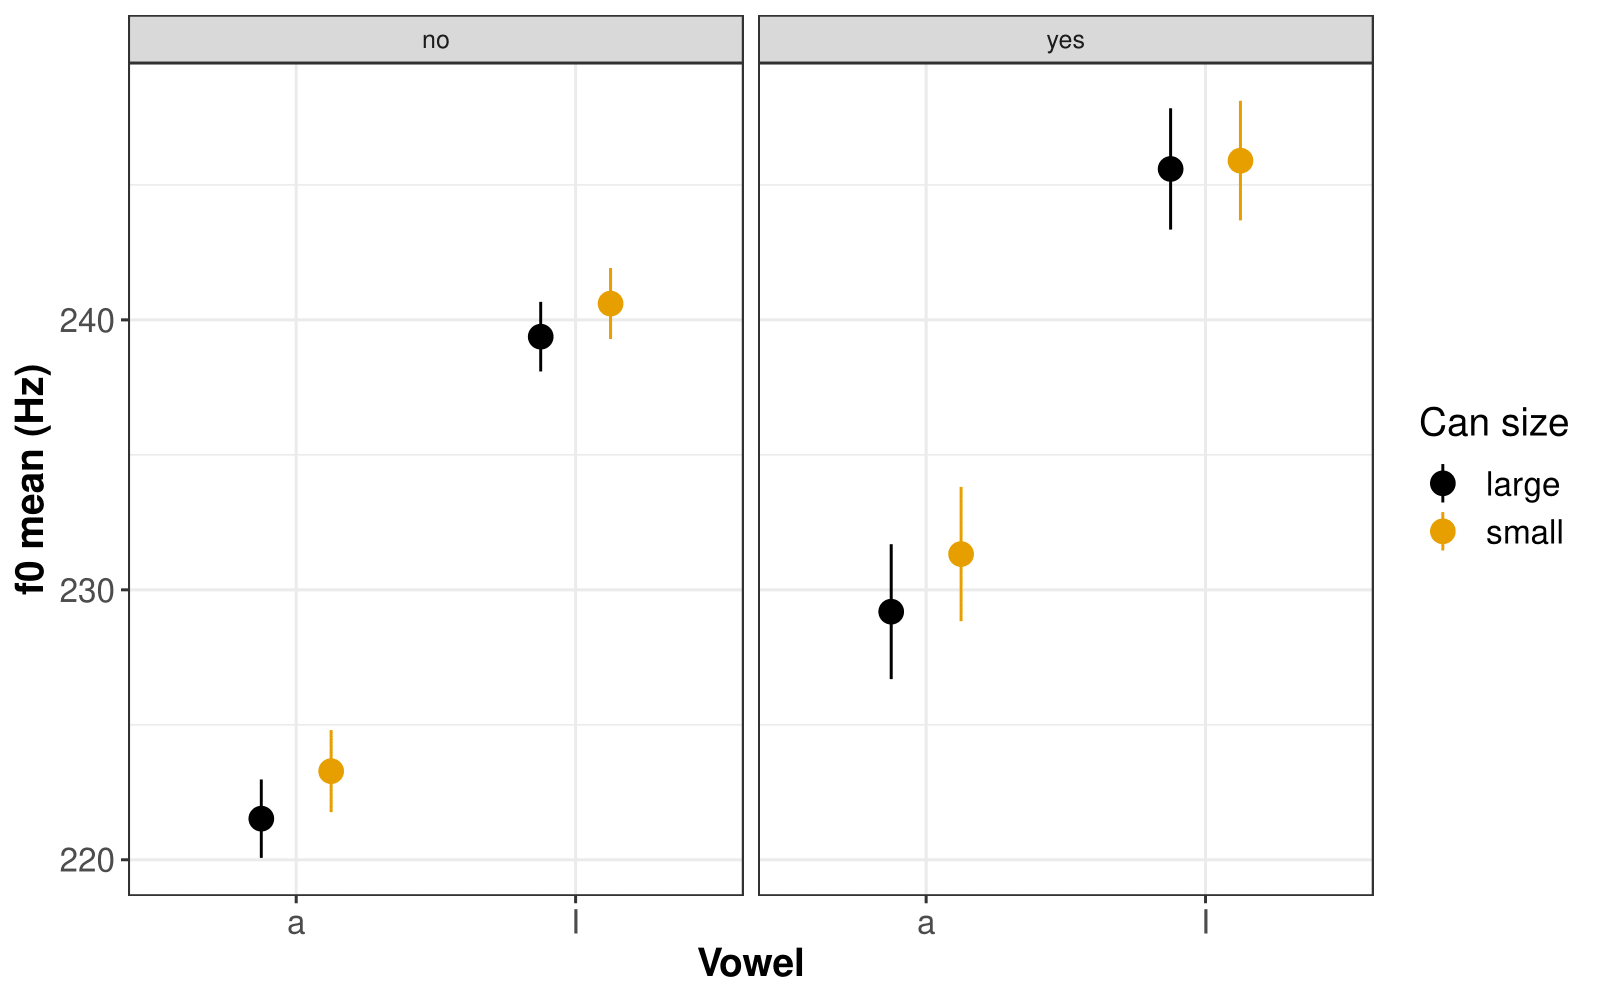 no
yes
240
230
220
f0 mean (Hz)
a
I
a
I
Vowel
Can size
large
small